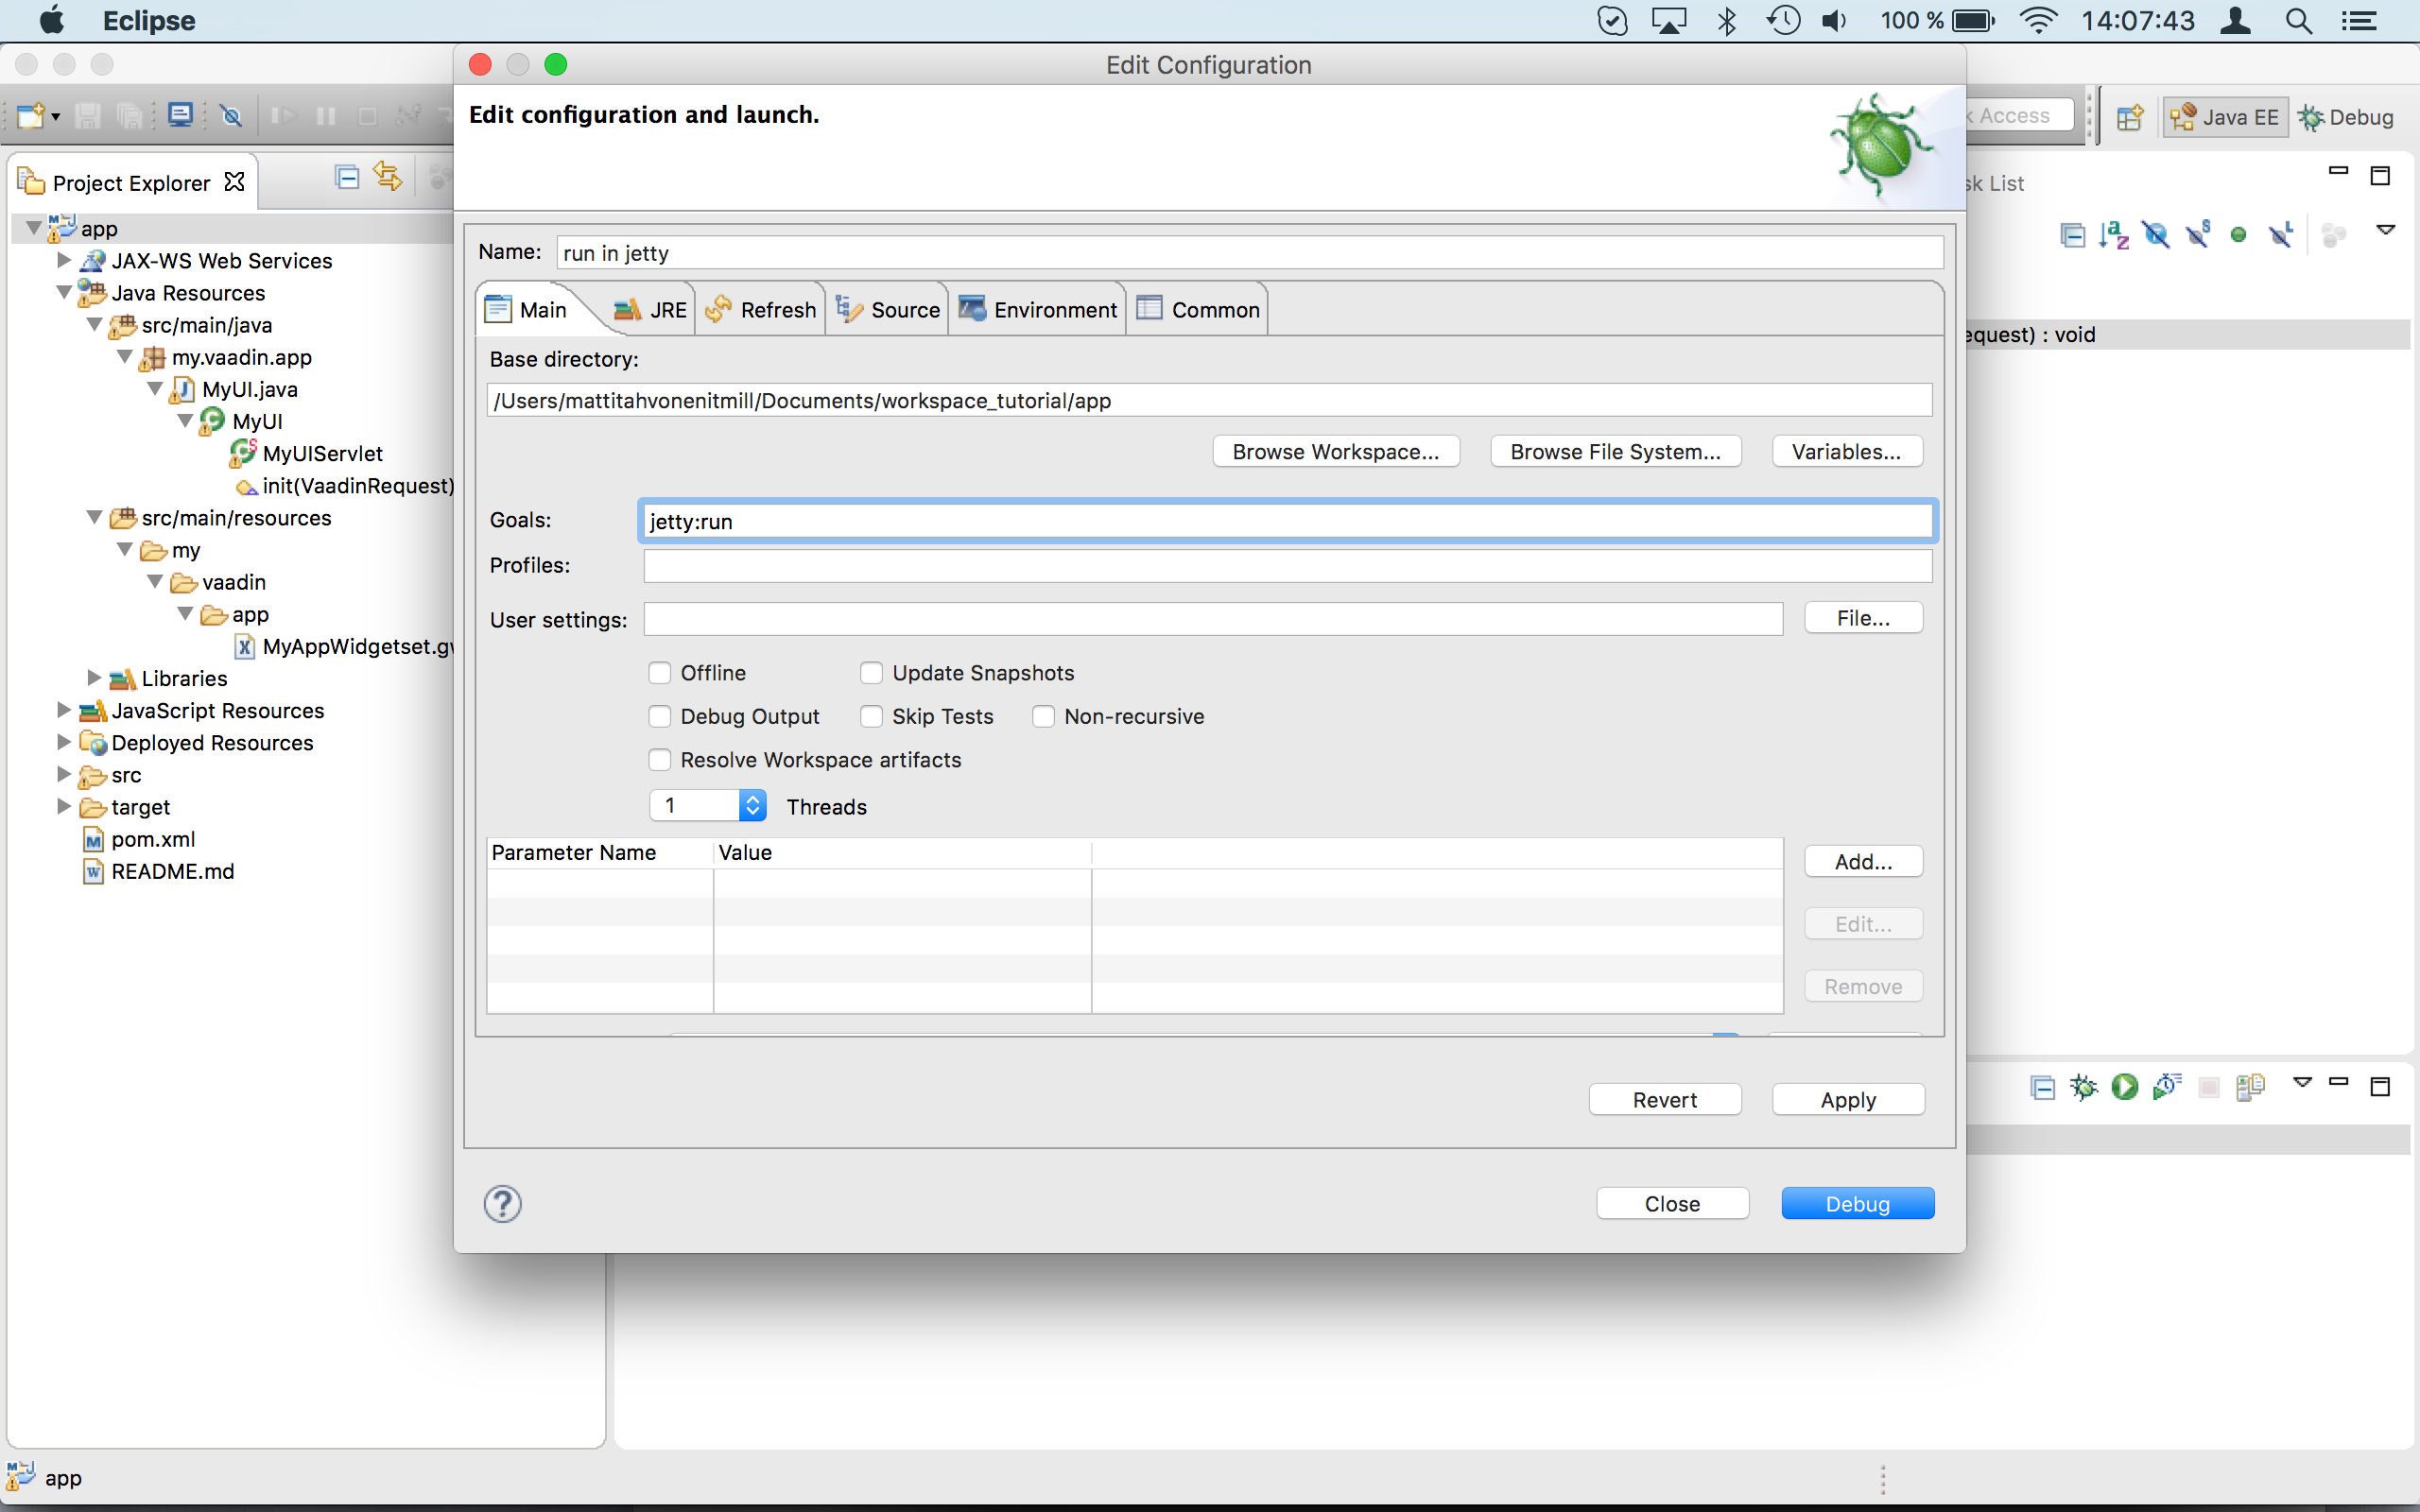 Eclipse
100 %
14:07:43
Edit Configuration
Edit configuration and launch.
Access
Java EE
Debug
Project Explorer
sk List
app
JAX-WS Web Services
Java Resources
src/main/java
my.vaadin.app
MyUI.java
MyUI
MyUIServlet
init(VaadinRequest)
src/main/resources
my
vaadin
app
MyAppWidgetset.gw
Libraries
JavaScript Resources
Deployed Resources
src
target
pom.xml
README.md
Name: run in jetty
Main
JRE
Refresh
Source
Environment
Common
equest) : void
Base directory:
/Users/mattitahvonenitmill/Documents/workspace_tutorial/app
Browse Workspace...
Browse File System...
Variables...
Goals: jetty:run
Profiles:
User settings:
File...
Offline
Update Snapshots
Debug Output
Skip Tests
Non-recursive
Resolve Workspace artifacts
1 Threads
Parameter Name
Value
Add...
Edit...
Remove
Revert
Apply
?
Close
Debug
app